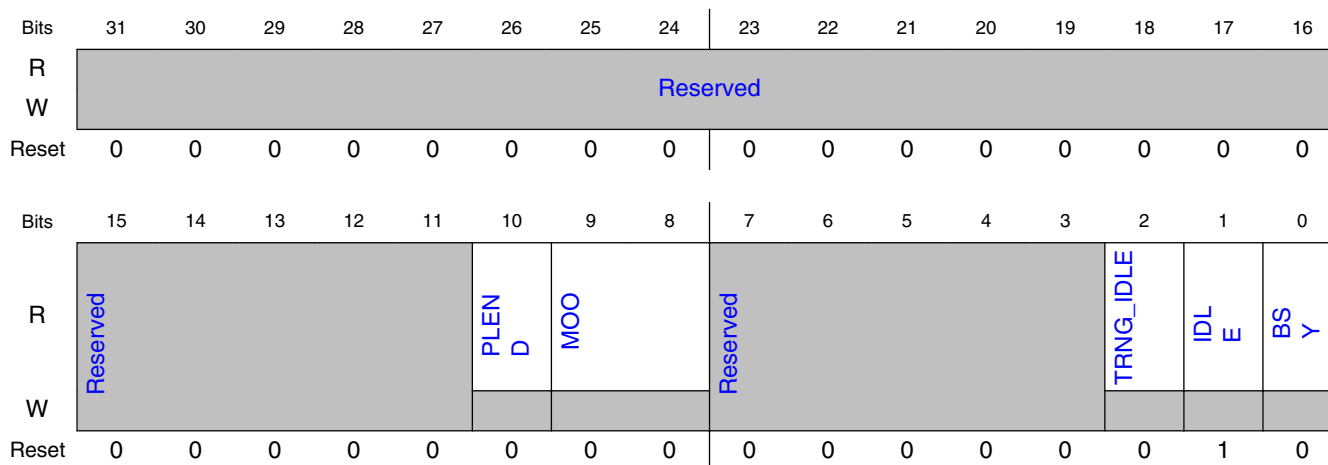 Bits 31 30 29 28 27 26 25 24 23 22 21 20 19 18 17 16
R
Reserved
W
Reset 0 0 0 0 0 0 0 0 0 0 0 0 0 0 0 0
Bits 15 14 13 12 11 10 9 8 7 6 5 4 3 2 1 0
R Reserved PLEN MOO Reserved TRNG_IDLE IDL BS
D E Y
W
Reset 0 0 0 0 0 0 0 0 0 0 0 0 0 0 1 0